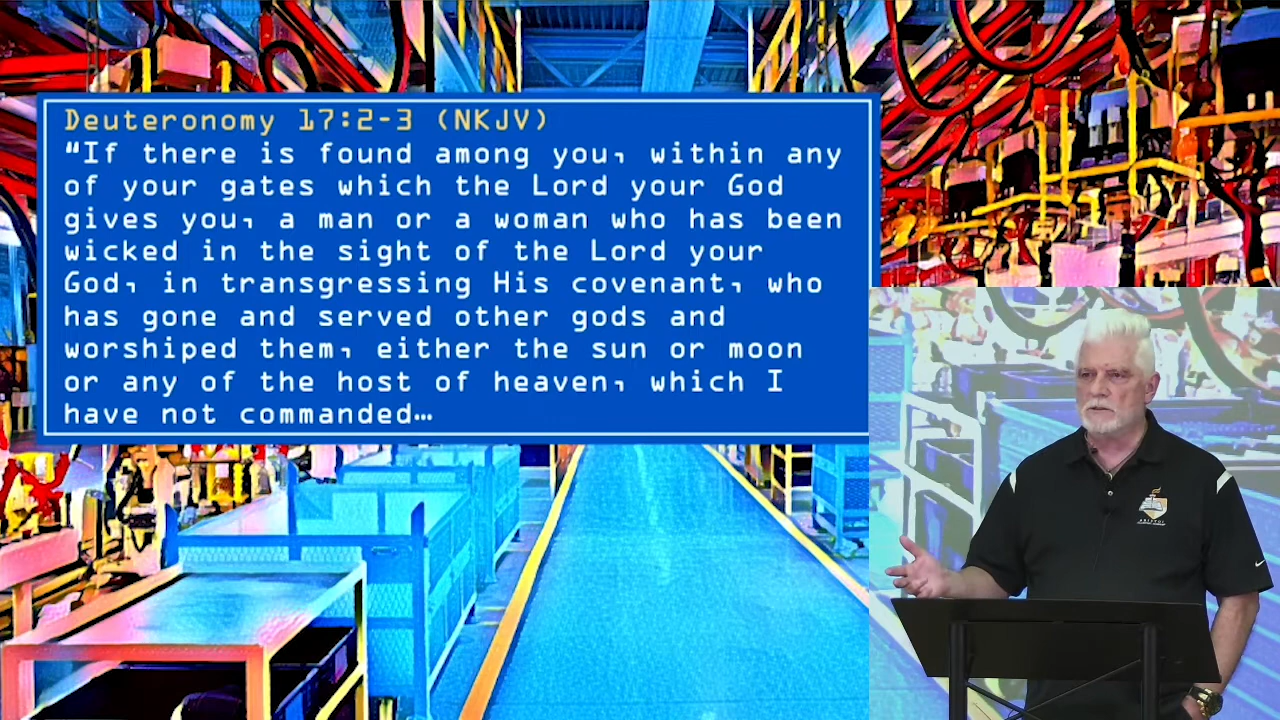 Deuteronomy 17:2-3 (NKJV)
“If there is found among you, within any
of your gates which the Lord your God
gives you, a man or a woman who has been
wicked in the sight of the Lord your
God, in transgressing His covenant, who
has gone and served other gods and
worshiped them, either the sun or moon
or any of the host of heaven, which I
have not commanded…